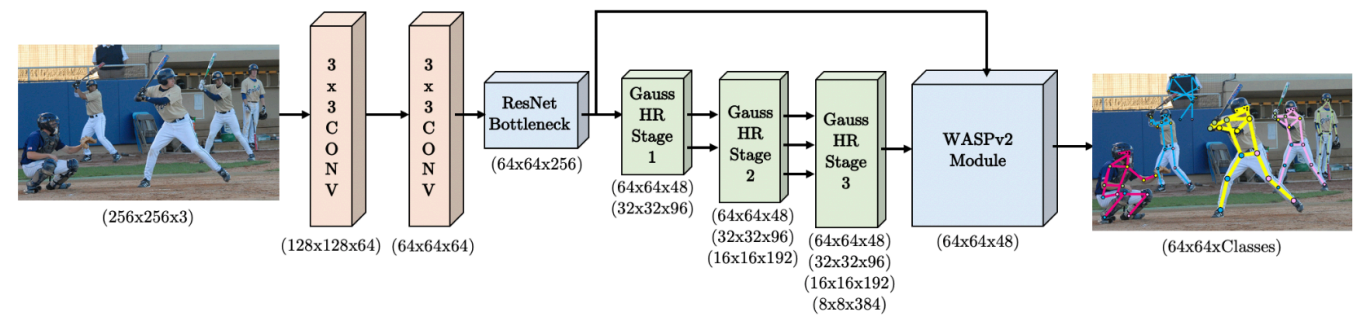 (256x256x3)
3
x
3
C
O
N
V
(128x128x64)
3
x
3
C
O
N
V
(64x64x64)
ResNet
Bottleneck
(64x64x256)
Gauss
HR
Stage
1
(64x64x48)
(32x32x96)
Gauss
HR
Stage
2
(64x64x48)
(32x32x96)
(16x16x192)
Gauss
HR
Stage
3
(64x64x48)
(32x32x96)
(16x16x192)
(8x8x384)
WASPv2
Module
(64x64x48)
(64x64xClasses)